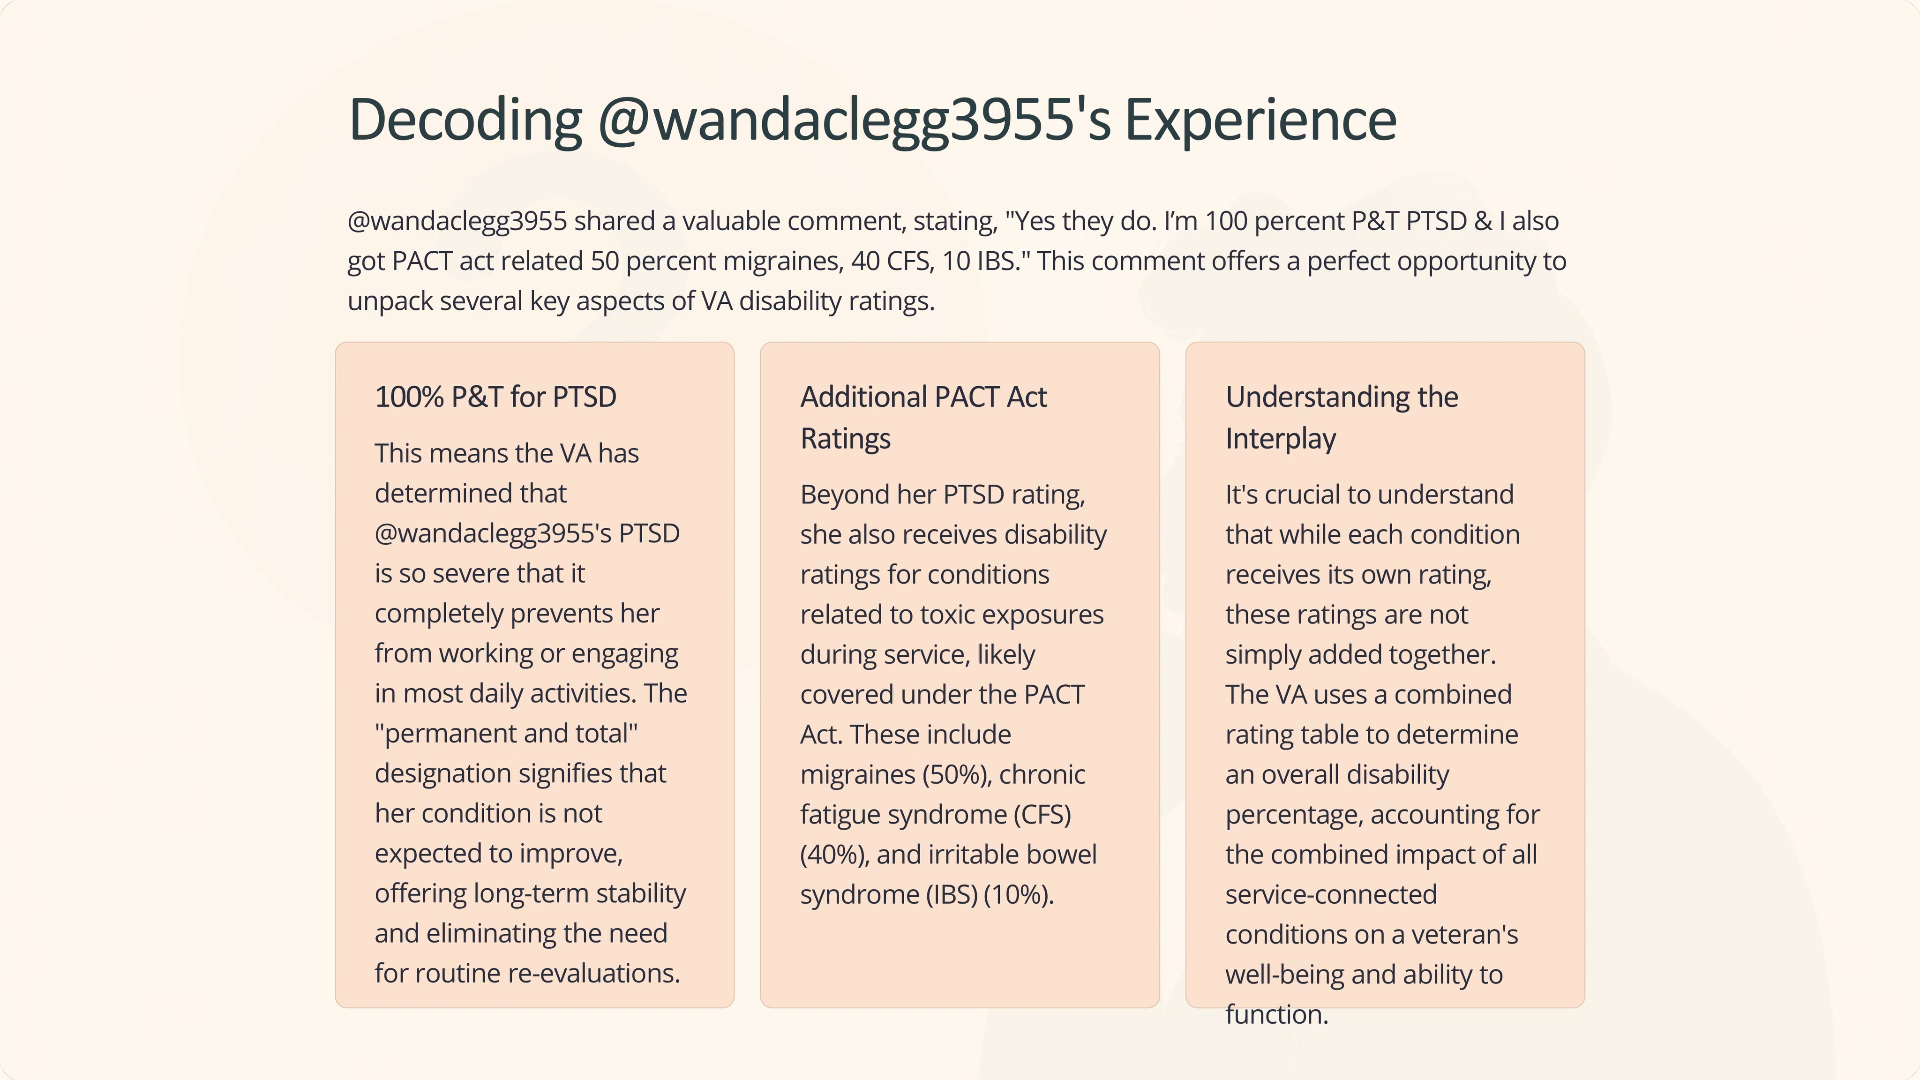 Decoding @wandaclegg3955's Experience
@wandaclegg3955 shared a valuable comment, stating, "Yes they do. I’m 100 percent P&T PTSD & I also
got PACT act related 50 percent migraines, 40 CFS, 10 IBS." This comment offers a perfect opportunity to
unpack several key aspects of VA disability ratings.
100% P&T for PTSD
This means the VA has
determined that
@wandaclegg3955's PTSD
is so severe that it
completely prevents her
from working or engaging
in most daily activities. The
"permanent and total"
designation signifies that
her condition is not
expected to improve,
offering long-term stability
and eliminating the need
for routine re-evaluations.
Additional PACT Act
Ratings
Beyond her PTSD rating,
she also receives disability
ratings for conditions
related to toxic exposures
during service, likely
covered under the PACT
Act. These include
migraines (50%), chronic
fatigue syndrome (CFS)
(40%), and irritable bowel
syndrome (IBS) (10%).
Understanding the
Interplay
It's crucial to understand
that while each condition
receives its own rating,
these ratings are not
simply added together.
The VA uses a combined
rating table to determine
an overall disability
percentage, accounting for
the combined impact of all
service-connected
conditions on a veteran's
well-being and ability to
function.